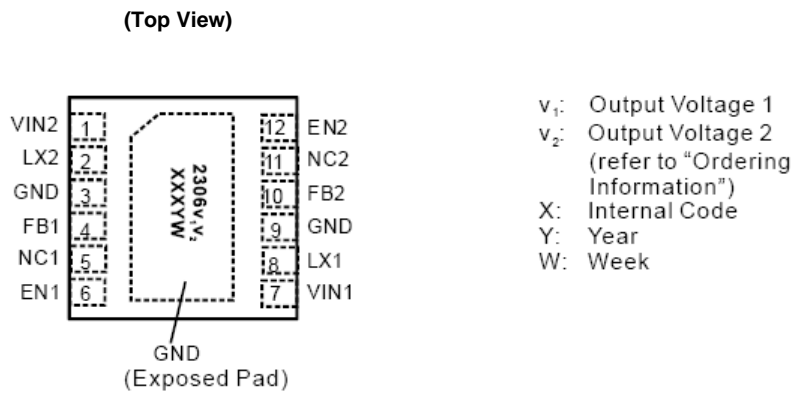 (Top View)
VIN2 1
LX2 2
GND 3
FB1 4
NC1 5
EN1 6
2306v₁v₂
XXXYW
12 EN2
11 NC2
10 FB2
9 GND
8 LX1
7 VIN1
GND
(Exposed Pad)
v₁: Output Voltage 1
v₂: Output Voltage 2
(refer to “Ordering
Information”)
X: Internal Code
Y: Year
W: Week